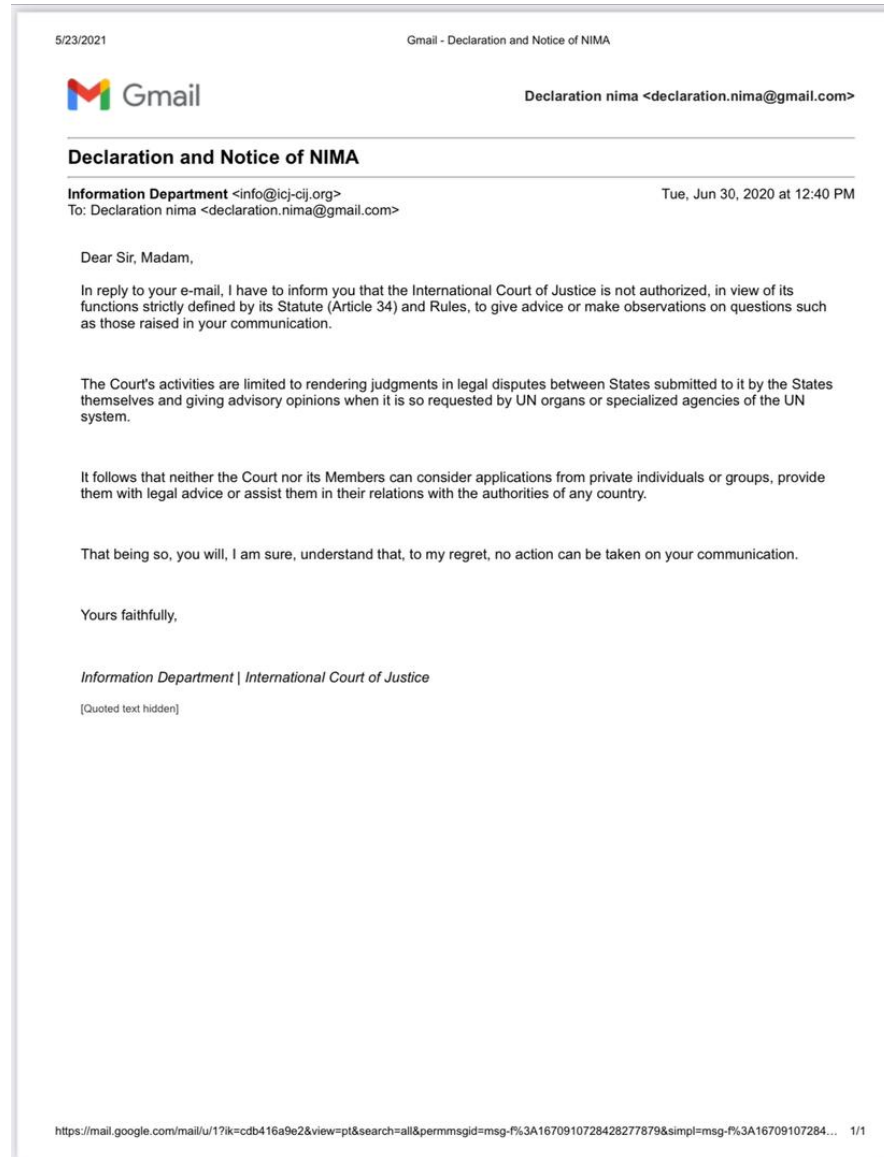 5/23/2021 Gmail - Declaration and Notice of NIMA
Gmail Declaration nima <declaration.nima@gmail.com>
Declaration and Notice of NIMA
Information Department <info@icj-cij.org> Tue, Jun 30, 2020 at 12:40 PM
To: Declaration nima <declaration.nima@gmail.com>
Dear Sir, Madam,
In reply to your e-mail, I have to inform you that the International Court of Justice is not authorized, in view of its
functions strictly defined by its Statute (Article 34) and Rules, to give advice or make observations on questions such
as those raised in your communication.
The Court's activities are limited to rendering judgments in legal disputes between States submitted to it by the States
themselves and giving advisory opinions when it is so requested by UN organs or specialized agencies of the UN
system.
It follows that neither the Court nor its Members can consider applications from private individuals or groups, provide
them with legal advice or assist them in their relations with the authorities of any country.
That being so, you will, I am sure, understand that, to my regret, no action can be taken on your communication.
Yours faithfully,
Information Department | International Court of Justice
[Quoted text hidden]
https://mail.google.com/mail/u/1?ik=cdb416a9e2&view=pt&search=all&permmsgid=msg-f%3A1670910728428277879&simpl=msg-f%3A16709107284... 1/1